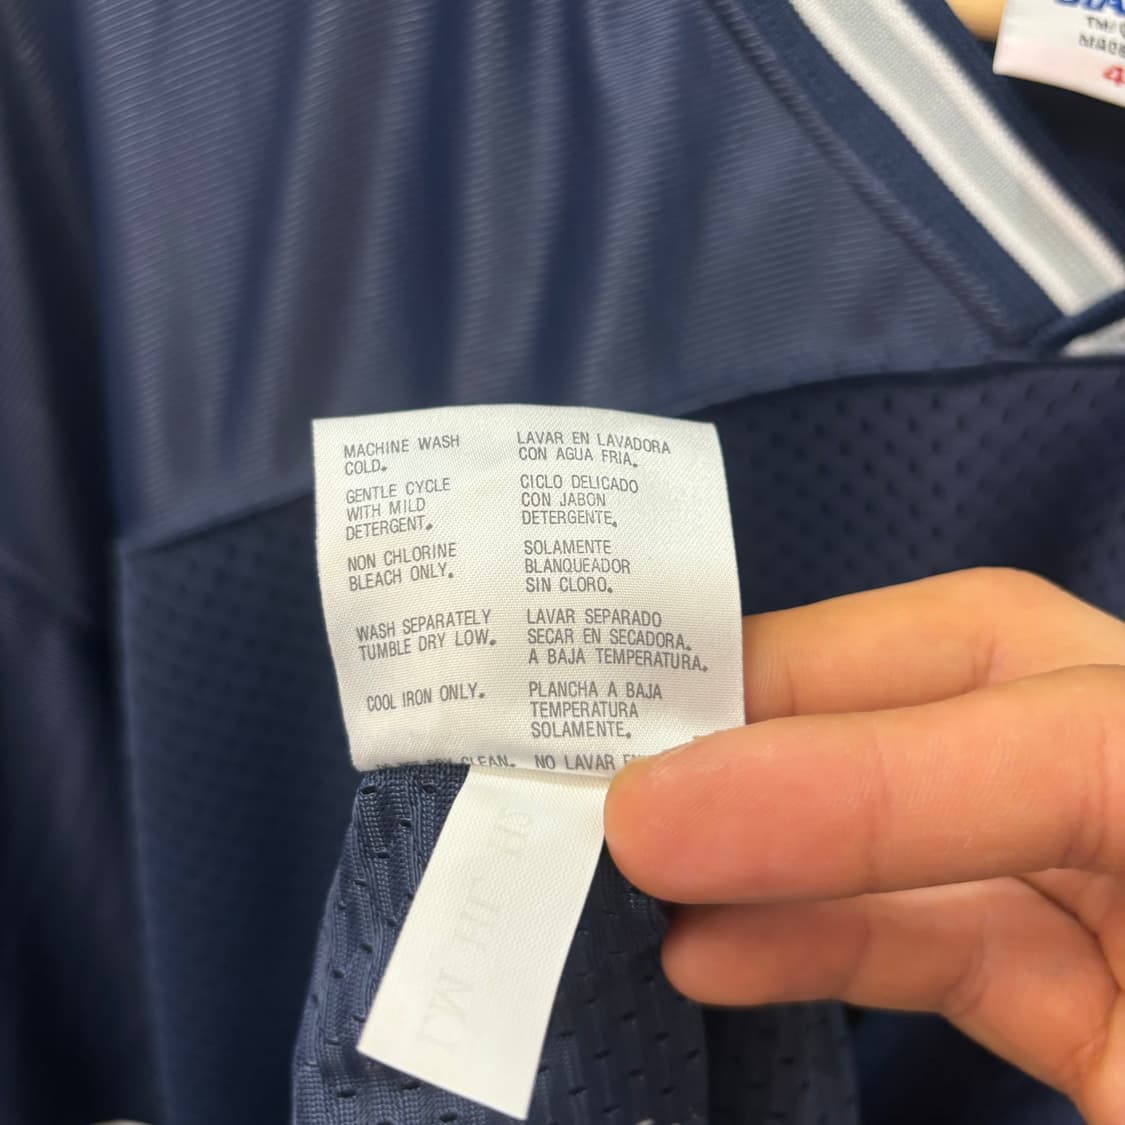 MACHINE WASH
COLD.
GENTLE CYCLE
WITH MILD
DETERGENT.
NON CHLORINE
BLEACH ONLY.
WASH SEPARATELY
TUMBLE DRY LOW.
COOL IRON ONLY.
CLEAN.
LAVAR EN LAVADORA
CON AGUA FRIA.
CICLO DELICADO
CON JABON
DETERGENTE.
SOLAMENTE
BLANQUEADOR
SIN CLORO.
LAVAR SEPARADO
SECAR EN SECADORA.
A BAJA TEMPERATURA.
PLANCHA A BAJA
TEMPERATURA
SOLAMENTE.
NO LAVAR